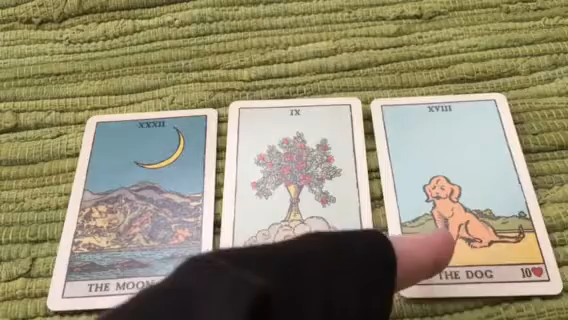 XXXII
THE MOON
IX
XVIII
THE DOG
10♥